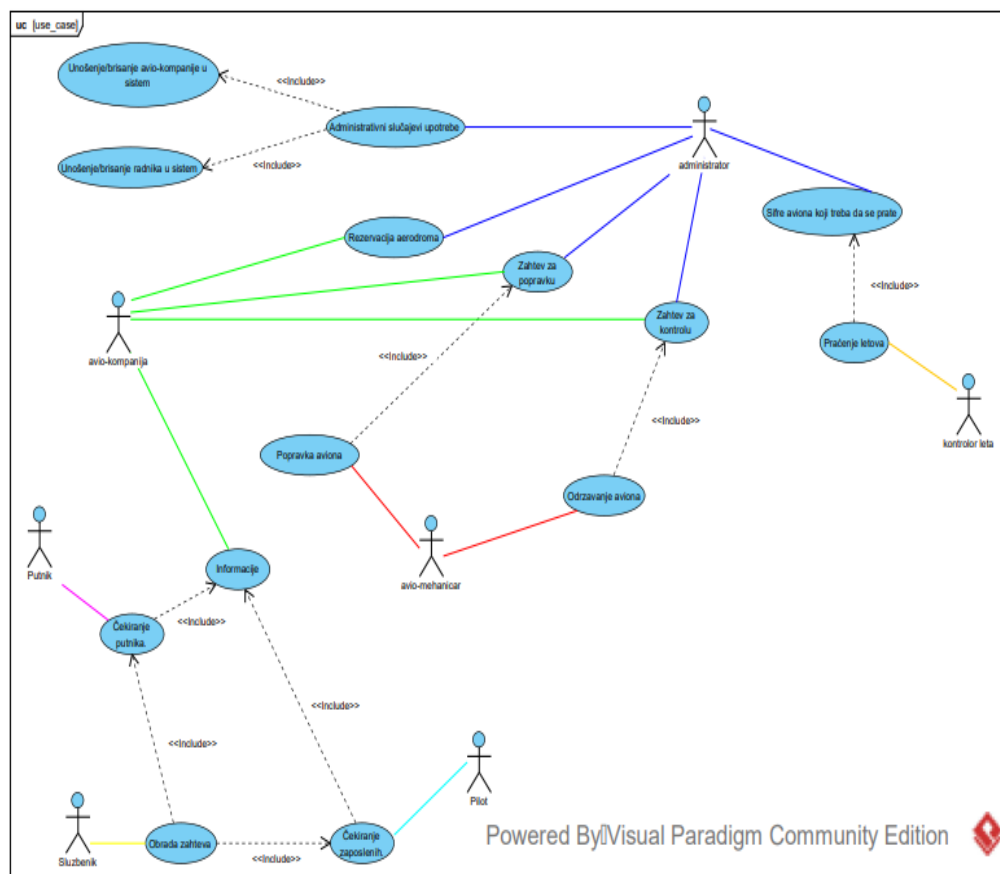 uc [use_case]
Unošenje/brisanje avio-kompanije u
sistem
<<Include>>
Administrativni slučajevi upotrebe
<<Include>>
Unošenje/brisanje radnika u sistem
administrator
Sifre aviona koji treba da se prate
Rezervacija aerodroma
Zahtev za
popravku
<<Include>>
Zahtev za
kontrolu
Praćenje letova
avio-kompanija
<<Include>>
kontrolor leta
<<Include>>
Popravka aviona
Odrzavanje aviona
Putnik
Informacije
avio-mehanicar
<<Include>>
Čekiranje
putnika.
<<Include>>
<<Include>>
Pilot
Sluzbenik
Obrada zahteva
<<Include>>
Čekiranje
zaposlenih.
Powered By Visual Paradigm Community Edition